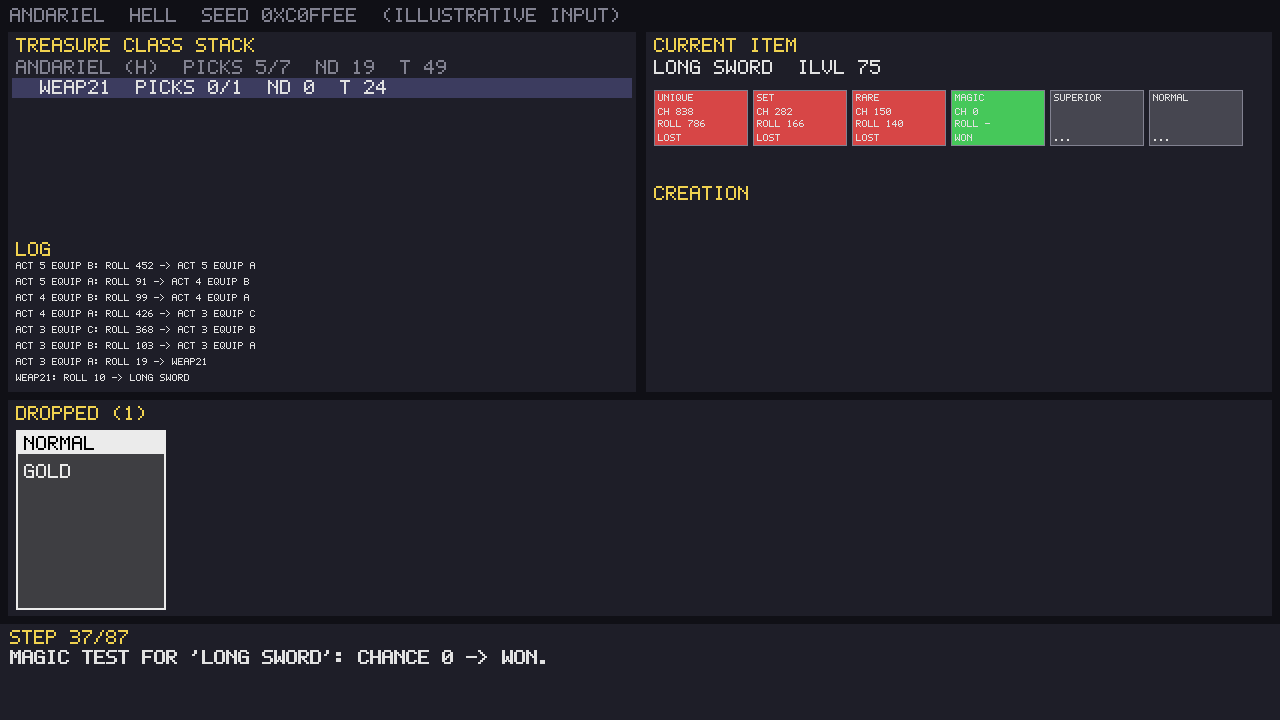 ANDARIEL  HELL  SEED 0XC0FFEE  (ILLUSTRATIVE INPUT)
TREASURE CLASS STACK
ANDARIEL (H)  PICKS 5/7  ND 19  T 49
WEAP21  PICKS 0/1  ND 0  T 24
LOG
ACT 5 EQUIP B: ROLL 452 -> ACT 5 EQUIP A
ACT 5 EQUIP A: ROLL 91 -> ACT 4 EQUIP B
ACT 4 EQUIP B: ROLL 99 -> ACT 4 EQUIP A
ACT 4 EQUIP A: ROLL 426 -> ACT 3 EQUIP C
ACT 3 EQUIP C: ROLL 368 -> ACT 3 EQUIP B
ACT 3 EQUIP B: ROLL 103 -> ACT 3 EQUIP A
ACT 3 EQUIP A: ROLL 19 -> WEAP21
WEAP21: ROLL 10 -> LONG SWORD
CURRENT ITEM
LONG SWORD  ILVL 75
UNIQUE
CH 838
ROLL 786
LOST
SET
CH 282
ROLL 166
LOST
RARE
CH 150
ROLL 140
LOST
MAGIC
CH 0
ROLL -
WON
SUPERIOR
...
NORMAL
...
CREATION
DROPPED (1)
NORMAL
GOLD
STEP 37/87
MAGIC TEST FOR 'LONG SWORD': CHANCE 0 -> WON.